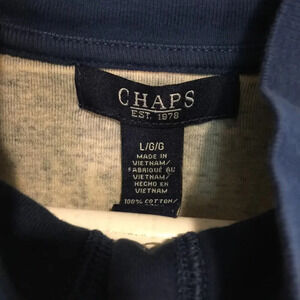 CHAPS
EST. 1978
L/G/G
MADE IN
VIETNAM/
FABRIQUÉ AU
VIETNAM/
HECHO EN
VIETNAM
100% COTTON/